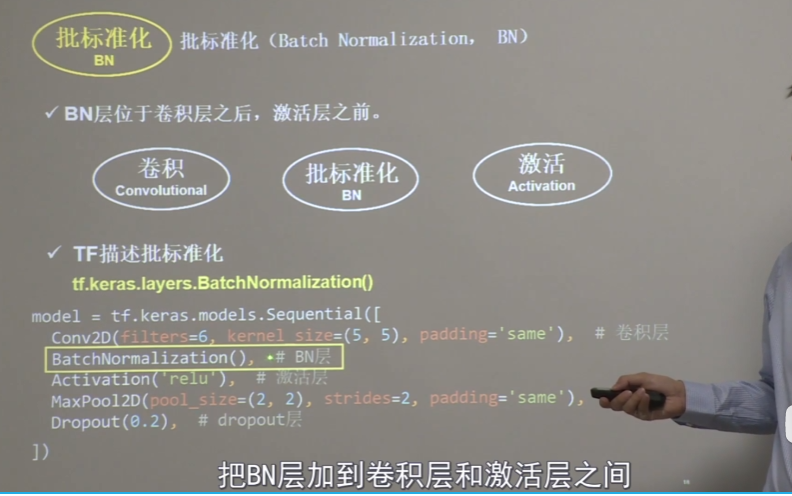 批标准化
BN
批标准化（Batch Normalization， BN）
✓ BN层位于卷积层之后，激活层之前。
卷积
Convolutional
批标准化
BN
激活
Activation
✓ TF描述批标准化
tf.keras.layers.BatchNormalization()
model = tf.keras.models.Sequential([
Conv2D(filters=6, kernel_size=(5, 5), padding='same'), # 卷积层
BatchNormalization(), # BN层
Activation('relu'), # 激活层
MaxPool2D(pool_size=(2, 2), strides=2, padding='same'),
Dropout(0.2), # dropout层
])
把BN层加到卷积层和激活层之间